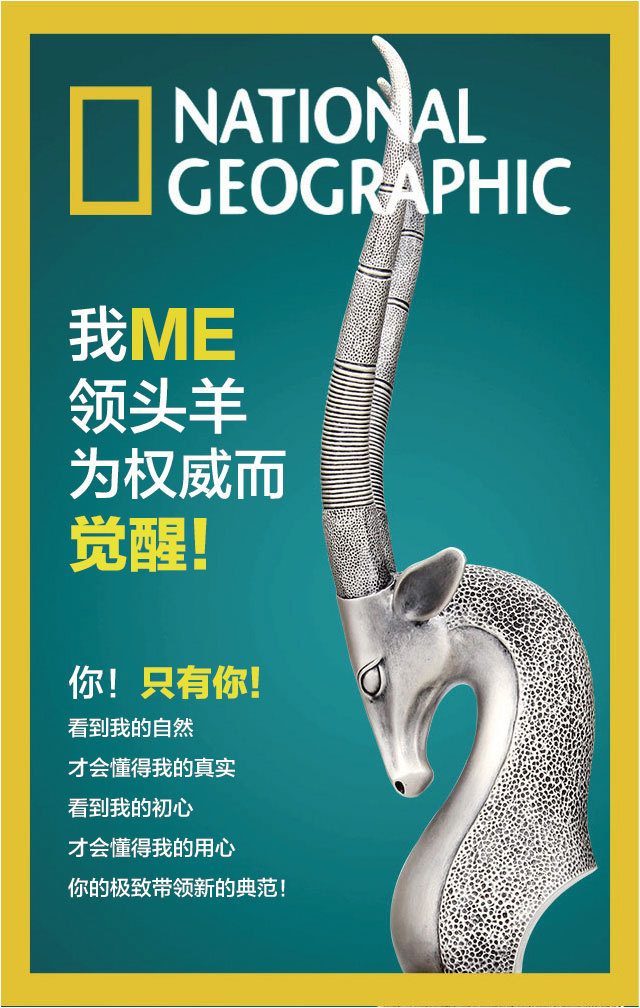 NATIONAL
GEOGRAPHIC
我ME
领头羊
为权威而
觉醒！
你！只有你！
看到我的自然
才会懂得我的真实
看到我的初心
才会懂得我的用心
你的极致带领新的典范！